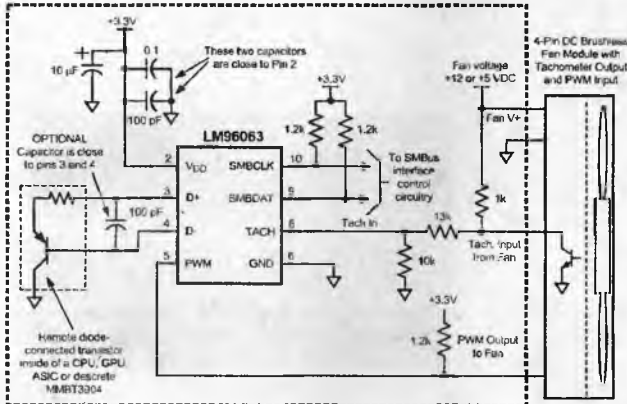 +3.3V
0.1
10 µF
100 pF
These two capacitors
are close to Pin 2
+3.3V
1.2k
1.2k
Fan voltage
+12 or +5 VDC
4-Pin DC Brushless
Fan Module with
Tachometer Output
and PWM Input
Fan V+
OPTIONAL
Capacitor is close
to pins 3 and 4
100 pF
LM96063
2
VDD
SMBCLK
10
3
D+
SMBDAT
9
4
D-
TACH
8
5
PWM
GND
6
To SMBus
interface
control
circuitry
Tach In
13k
10k
1k
Tach. Input
from Fan
+3.3V
1.2k
PWM Output
to Fan
Remote diode-
connected transistor
inside of a CPU, GPU
ASIC or descrete
MMBT3904